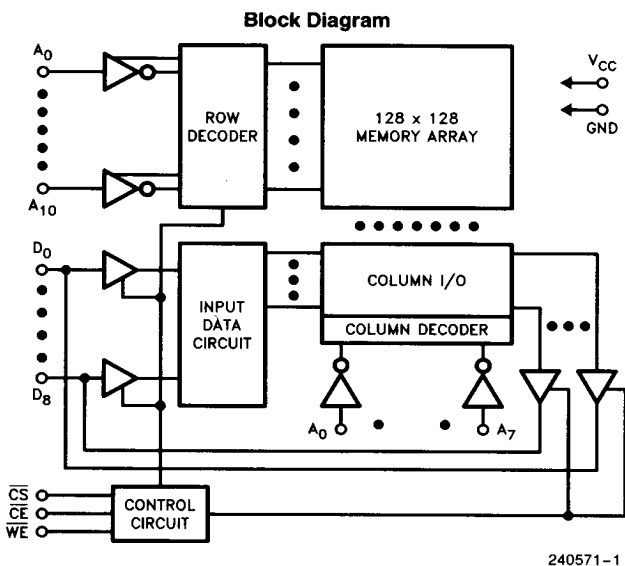 Block Diagram
A0
A10
ROW
DECODER
128 x 128
MEMORY ARRAY
VCC
GND
D0
D8
INPUT
DATA
CIRCUIT
COLUMN I/O
COLUMN DECODER
A0
A7
CS
CE
WE
CONTROL
CIRCUIT
240571-1